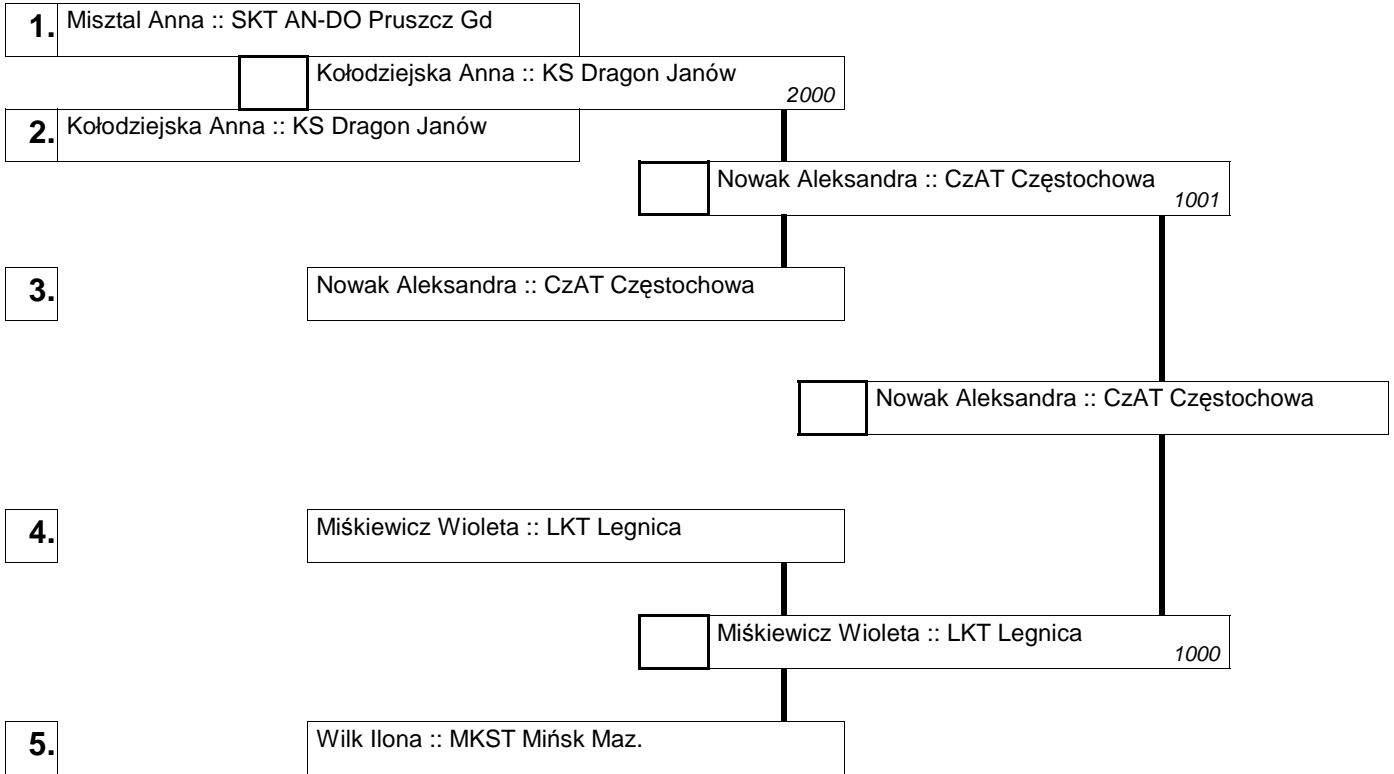 1. Misztal Anna :: SKT AN-DO Pruszcz Gd
Kołodziejska Anna :: KS Dragon Janów
2000
2. Kołodziejska Anna :: KS Dragon Janów
Nowak Aleksandra :: CzAT Częstochowa
1001
3. Nowak Aleksandra :: CzAT Częstochowa
Nowak Aleksandra :: CzAT Częstochowa
4. Miśkiewicz Wioleta :: LKT Legnica
Miśkiewicz Wioleta :: LKT Legnica
1000
5. Wilk Ilona :: MKST Mińsk Maz.